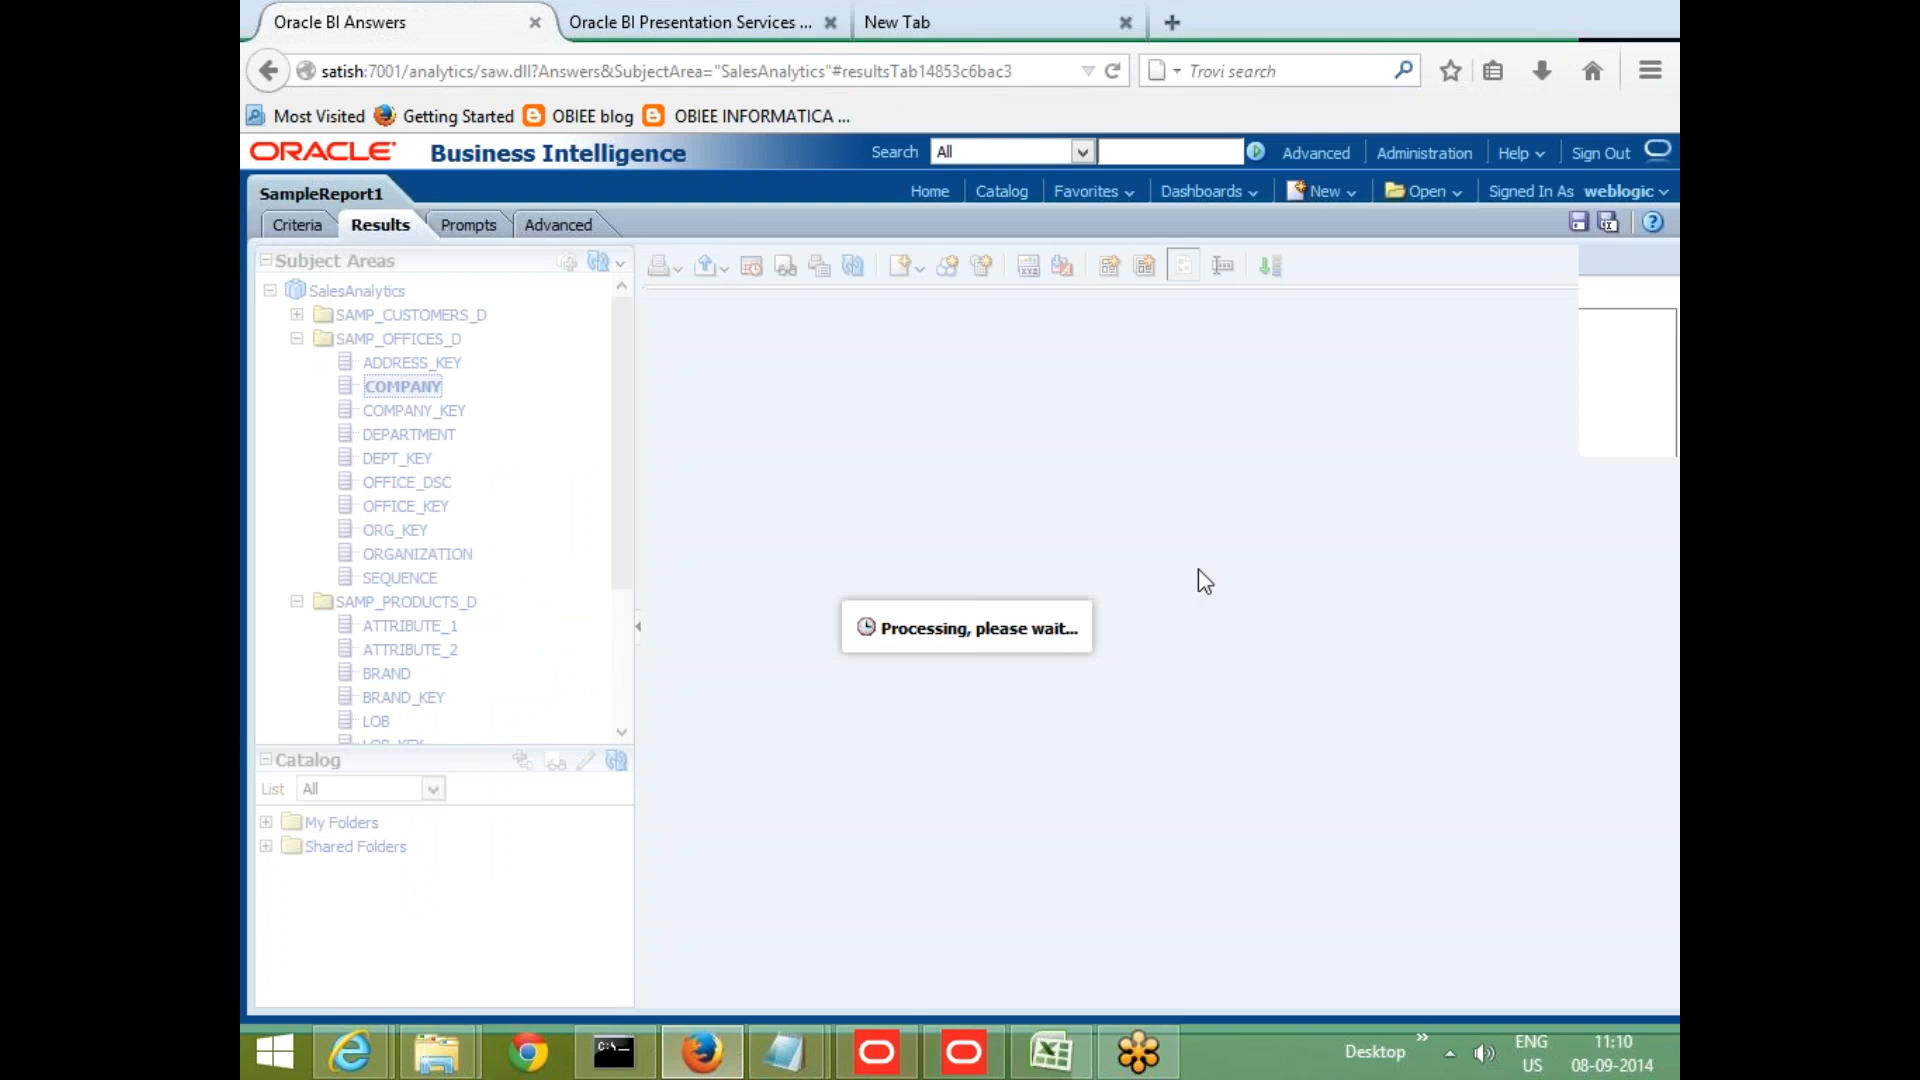 Oracle BI Answers
Oracle BI Presentation Services ...
New Tab
satish:7001/analytics/saw.dll?Answers&SubjectArea="SalesAnalytics"#resultsTab14853c6bac3
Trovi search
Most Visited Getting Started OBIEE blog OBIEE INFORMATICA ...
ORACLE Business Intelligence
Search All Advanced Administration Help Sign Out
SampleReport1
Home Catalog Favorites Dashboards New Open Signed In As weblogic
Criteria Results Prompts Advanced
Subject Areas
SalesAnalytics
SAMP_CUSTOMERS_D
SAMP_OFFICES_D
ADDRESS_KEY
COMPANY
COMPANY_KEY
DEPARTMENT
DEPT_KEY
OFFICE_DSC
OFFICE_KEY
ORG_KEY
ORGANIZATION
SEQUENCE
SAMP_PRODUCTS_D
ATTRIBUTE_1
ATTRIBUTE_2
BRAND
BRAND_KEY
LOB
LOB_KEY
Processing, please wait...
Catalog
List All
My Folders
Shared Folders
Desktop
ENG
US
11:10
08-09-2014